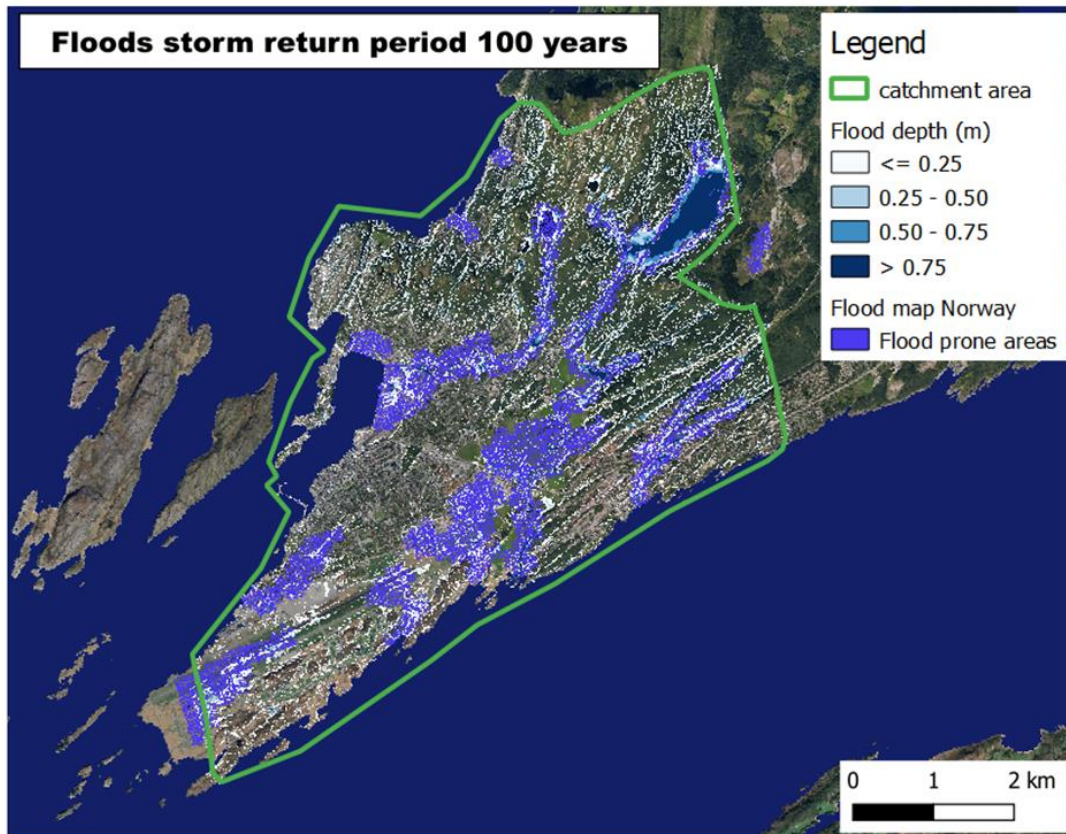 Floods storm return period 100 years
Legend
catchment area
Flood depth (m)
<= 0.25
0.25 - 0.50
0.50 - 0.75
> 0.75
Flood map Norway
Flood prone areas
0 1 2 km